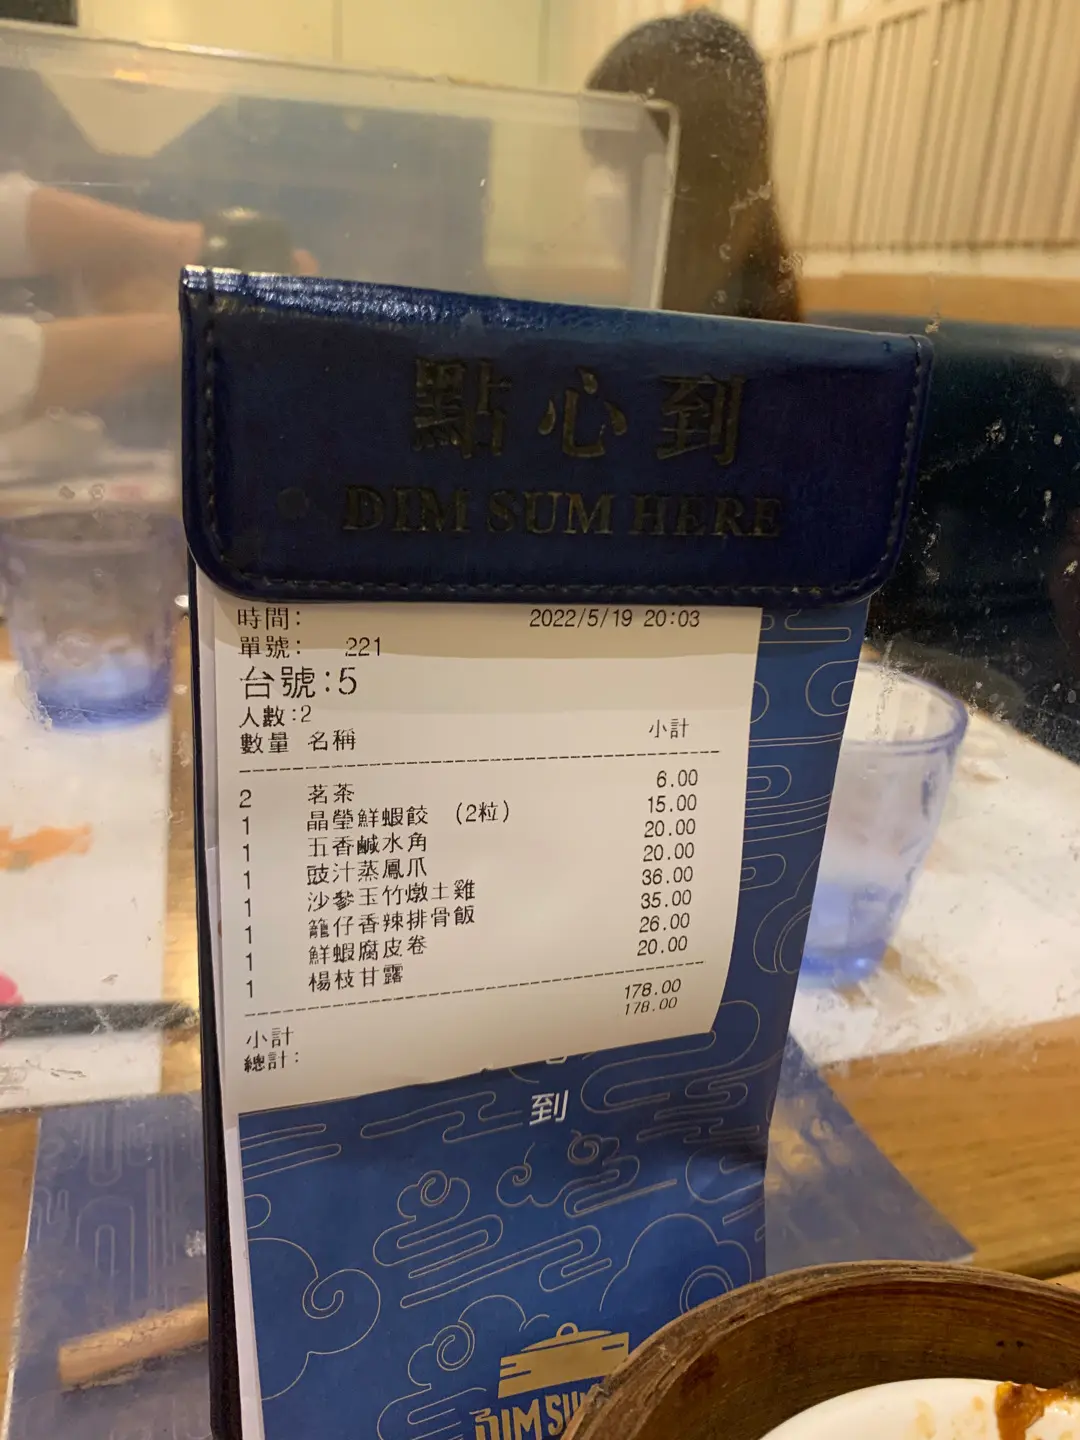 點心到
DIM SUM HERE
時間: 2022/5/19 20:03
單號: 221
台號:5
人數:2
數量 名稱 小計
2 茗茶 6.00
1 晶瑩鮮蝦餃 (2粒) 15.00
1 五香鹹水角 20.00
1 豉汁蒸鳳爪 20.00
1 沙參玉竹燉土雞 36.00
1 籠仔香辣排骨飯 35.00
1 鮮蝦腐皮卷 26.00
1 楊枝甘露 20.00
小計 178.00
總計: 178.00
到
DIM SUM